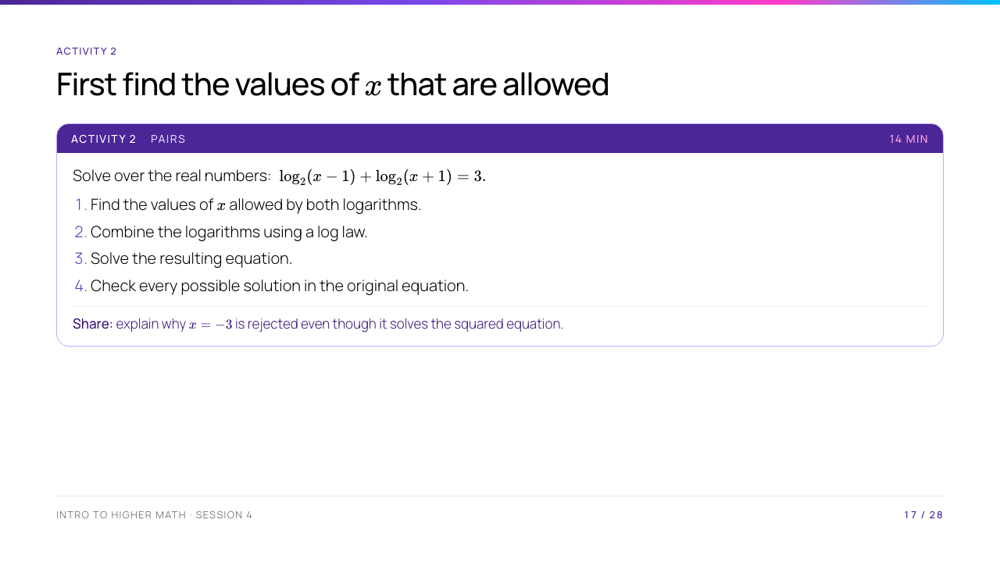 ACTIVITY 2
First find the values of x that are allowed
ACTIVITY 2 PAIRS 14 MIN
Solve over the real numbers: log₂(x − 1) + log₂(x + 1) = 3.
1. Find the values of x allowed by both logarithms.
2. Combine the logarithms using a log law.
3. Solve the resulting equation.
4. Check every possible solution in the original equation.
Share: explain why x = −3 is rejected even though it solves the squared equation.
INTRO TO HIGHER MATH · SESSION 4 17 / 28